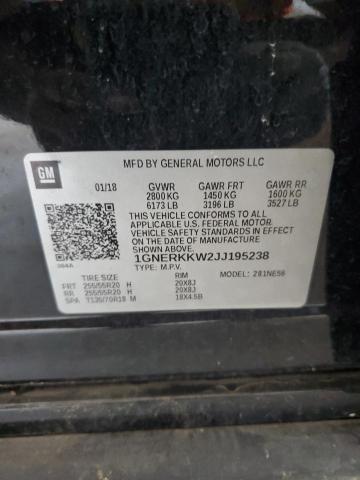 GM
MFD BY GENERAL MOTORS LLC
01/18 GVWR GAWR FRT GAWR RR
2800 KG 1450 KG 1600 KG
6173 LB 3196 LB 3527 LB
THIS VEHICLE CONFORMS TO ALL
APPLICABLE U.S. FEDERAL MOTOR
VEHICLE SAFETY STANDARDS IN
EFFECT ON THE DATE OF
MANUFACTURE SHOWN ABOVE.
1GNERKKW2JJ195238
TYPE: M.P.V. MODEL: 281NE56
TIRE SIZE RIM
FRT 255/55R20 H 20X8J
RR 255/55R20 H 20X8J
SPA T135/70R18 M 18X4.5B